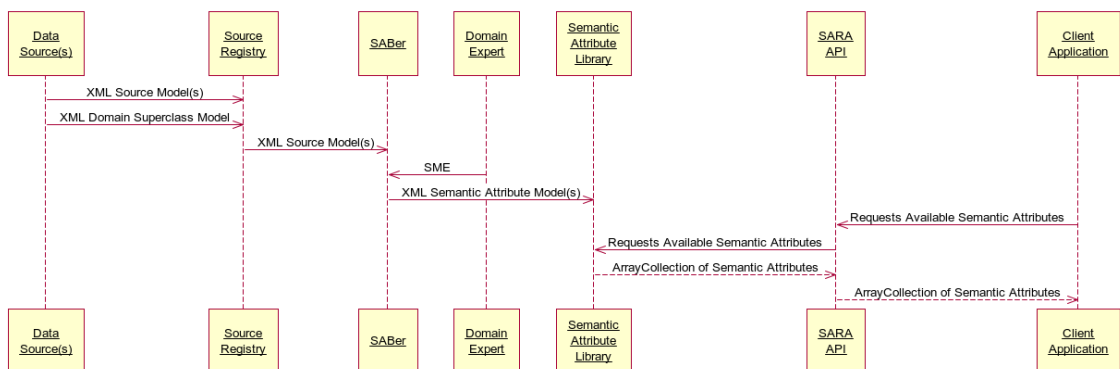 Data
Source(s)
Source
Registry
SABer
Domain
Expert
Semantic
Attribute
Library
SARA
API
Client
Application
XML Source Model(s)
XML Domain Superclass Model
XML Source Model(s)
SME
XML Semantic Attribute Model(s)
Requests Available Semantic Attributes
Requests Available Semantic Attributes
ArrayCollection of Semantic Attributes
ArrayCollection of Semantic Attributes
Data
Source(s)
Source
Registry
SABer
Domain
Expert
Semantic
Attribute
Library
SARA
API
Client
Application